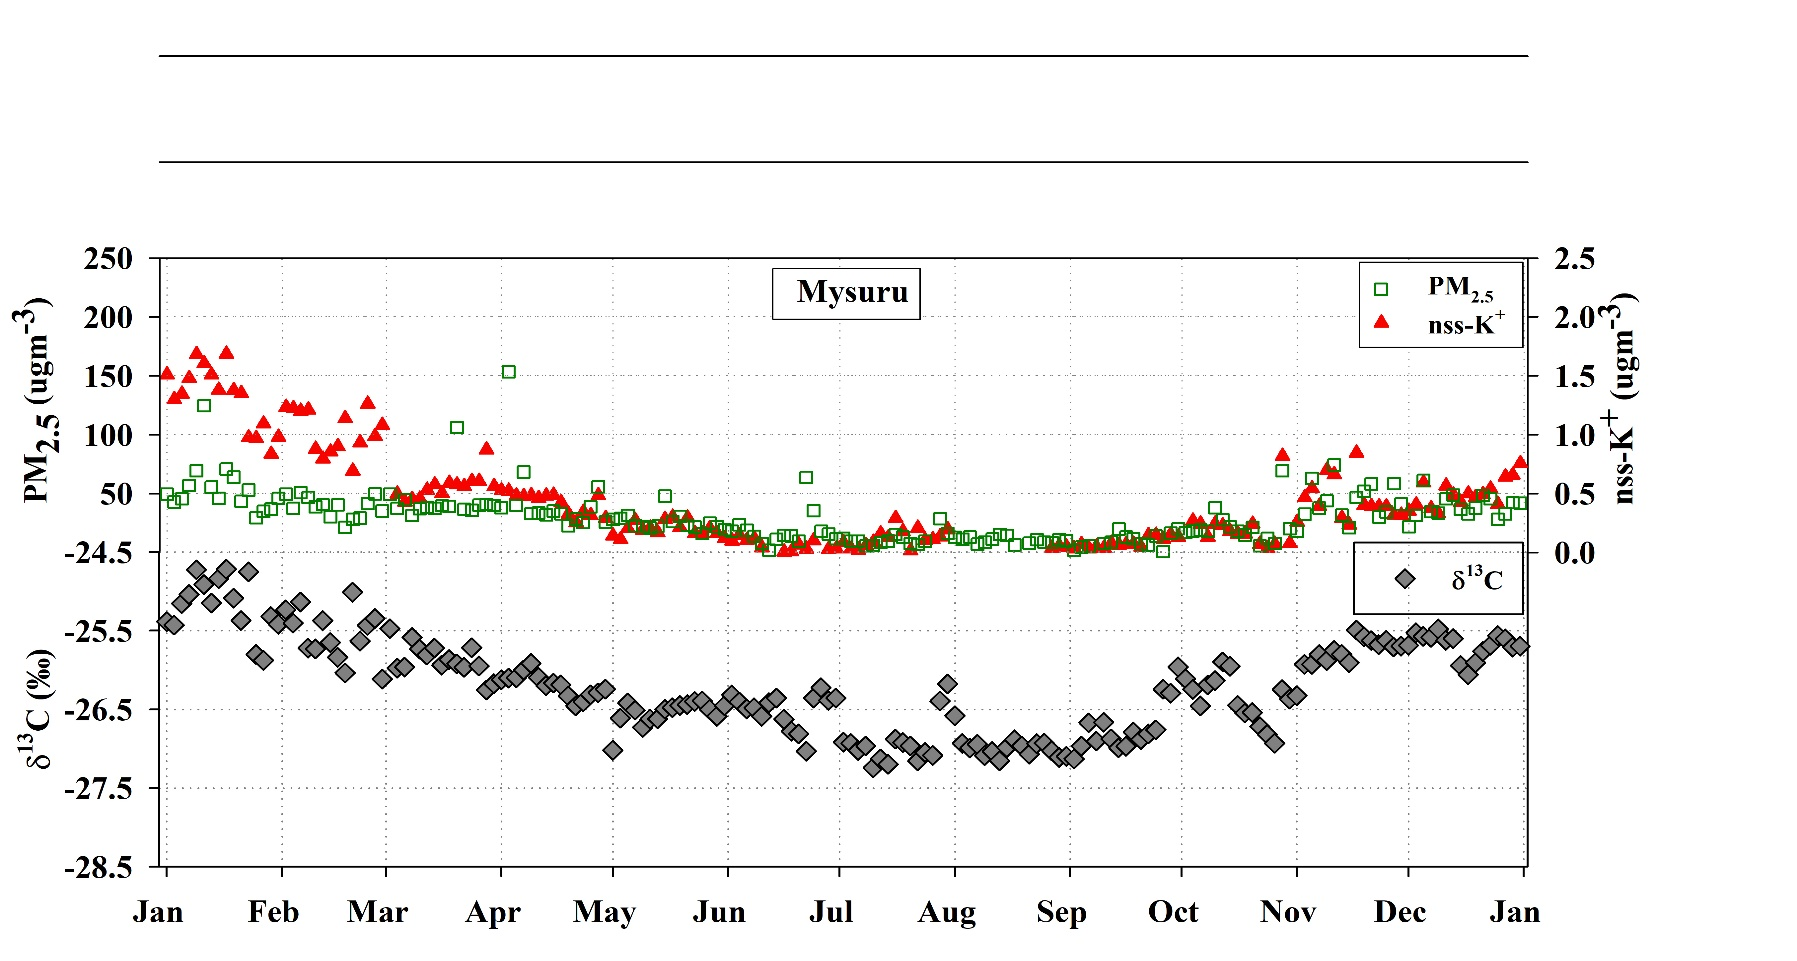 Mysuru
PM2.5
nss-K+
250
200
150
100
50
-24.5
-25.5
-26.5
-27.5
-28.5
PM2.5 (ugm-3)
δ13C (‰)
2.5
2.0
1.5
1.0
0.5
0.0
nss-K+ (ugm-3)
δ13C
Jan Feb Mar Apr May Jun Jul Aug Sep Oct Nov Dec Jan